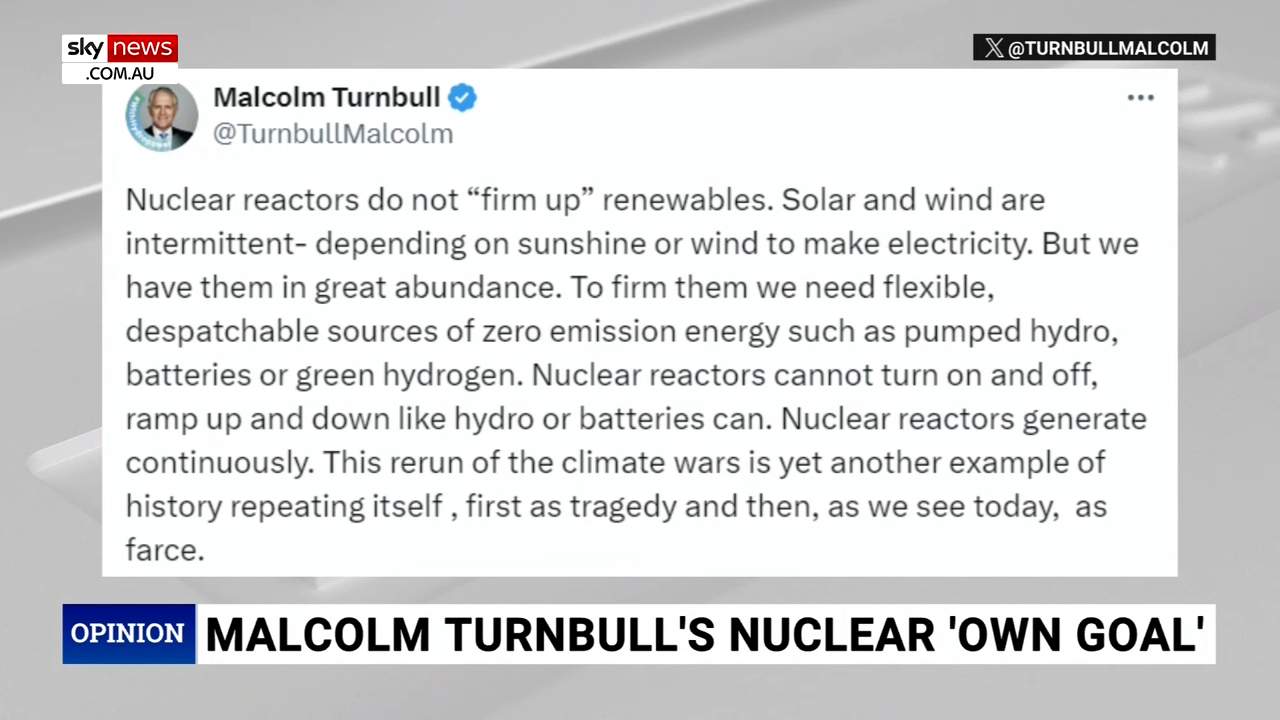 sky news
.COM.AU
X @TURNBULLMALCOLM
Malcolm Turnbull
@TurnbullMalcolm
Nuclear reactors do not “firm up” renewables. Solar and wind are
intermittent- depending on sunshine or wind to make electricity. But we
have them in great abundance. To firm them we need flexible,
despatchable sources of zero emission energy such as pumped hydro,
batteries or green hydrogen. Nuclear reactors cannot turn on and off,
ramp up and down like hydro or batteries can. Nuclear reactors generate
continuously. This rerun of the climate wars is yet another example of
history repeating itself , first as tragedy and then, as we see today,  as
farce.
OPINION
MALCOLM TURNBULL'S NUCLEAR 'OWN GOAL'